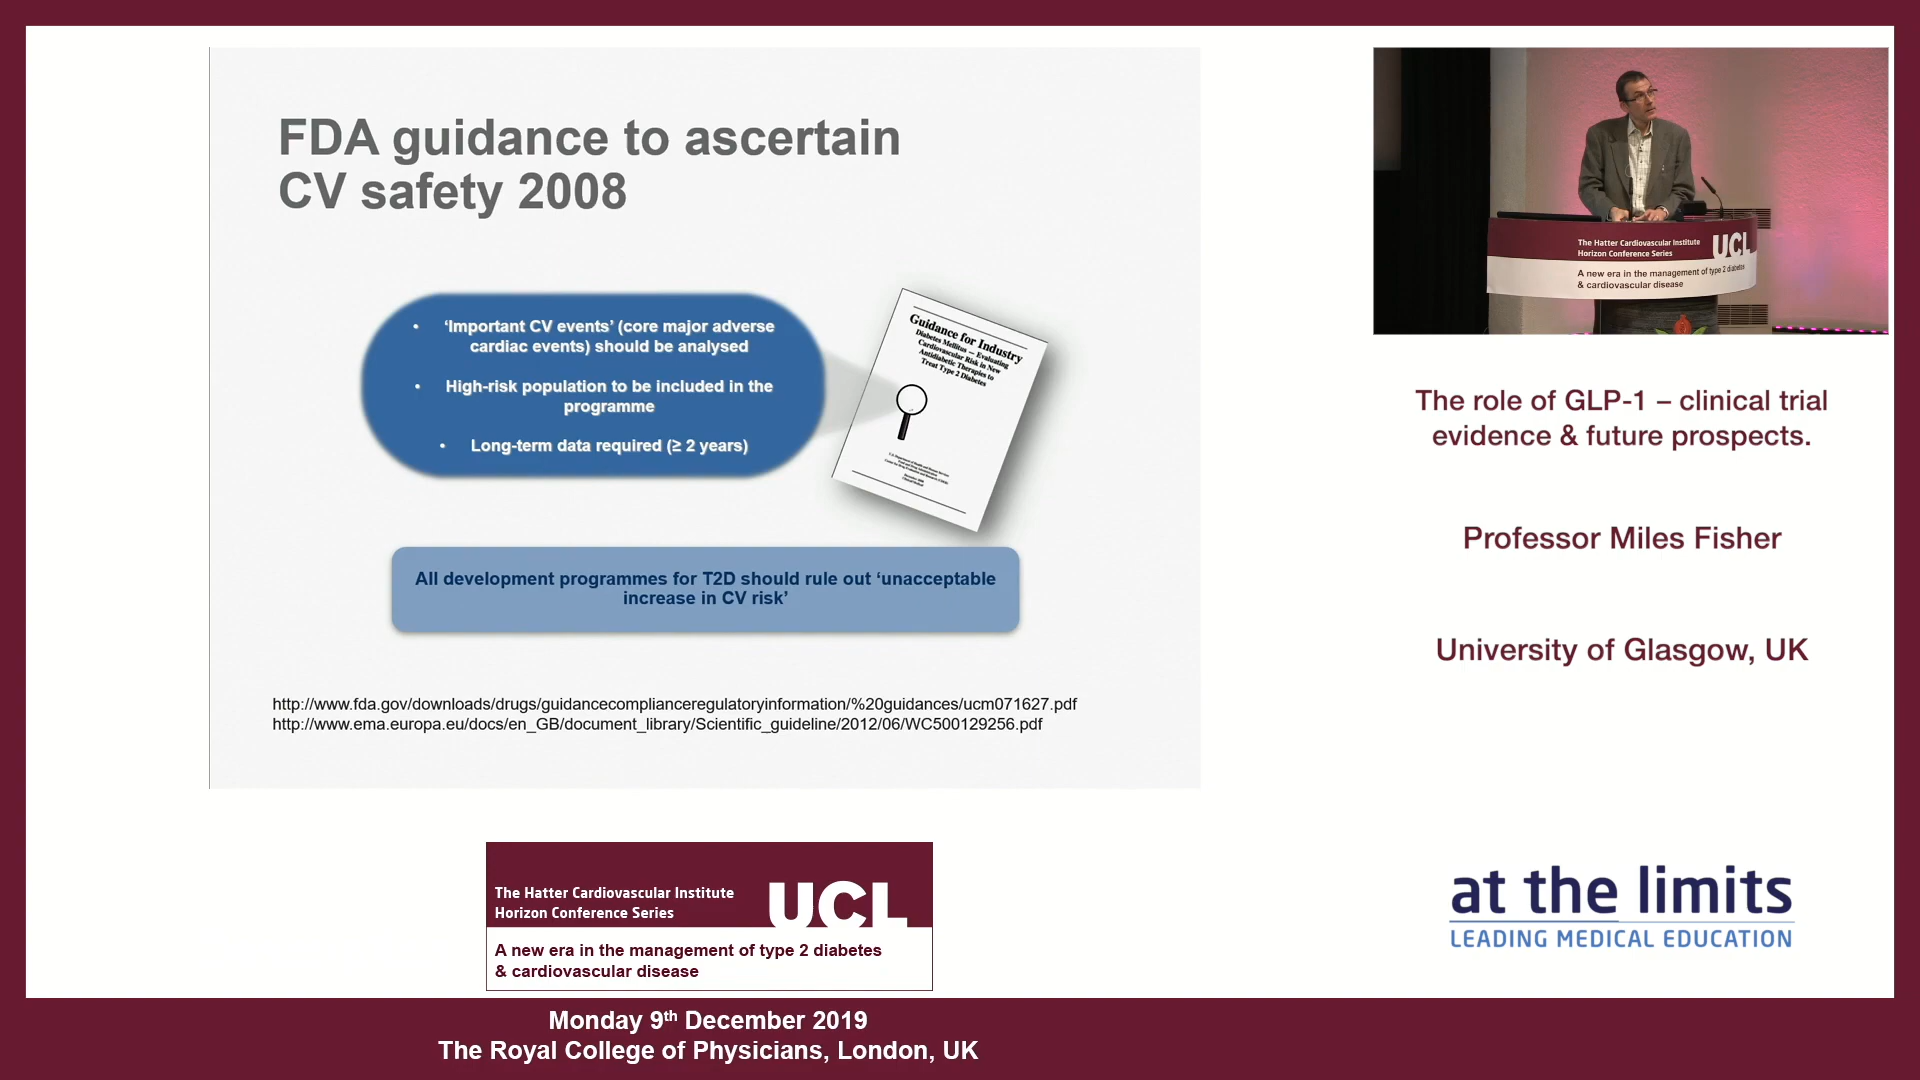 FDA guidance to ascertain
CV safety 2008
• ‘Important CV events’ (core major adverse
cardiac events) should be analysed
• High-risk population to be included in the
programme
• Long-term data required (≥ 2 years)
Guidance for Industry
Diabetes Mellitus — Evaluating
Cardiovascular Risk in New
Antidiabetic Therapies to
Treat Type 2 Diabetes
All development programmes for T2D should rule out ‘unacceptable
increase in CV risk’
http://www.fda.gov/downloads/drugs/guidancecomplianceregulatoryinformation/%20guidances/ucm071627.pdf
http://www.ema.europa.eu/docs/en_GB/document_library/Scientific_guideline/2012/06/WC500129256.pdf
The Hatter Cardiovascular Institute
Horizon Conference Series
UCL
A new era in the management of type 2 diabetes
& cardiovascular disease
The role of GLP-1 – clinical trial
evidence & future prospects.
Professor Miles Fisher
University of Glasgow, UK
The Hatter Cardiovascular Institute
Horizon Conference Series
UCL
A new era in the management of type 2 diabetes
& cardiovascular disease
at the limits
LEADING MEDICAL EDUCATION
Monday 9th December 2019
The Royal College of Physicians, London, UK